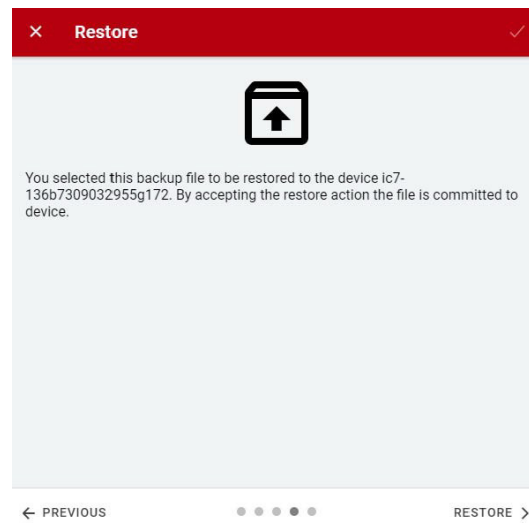 Restore
You selected this backup file to be restored to the device ic7-
136b7309032955g172. By accepting the restore action the file is committed to
device.
PREVIOUS
RESTORE